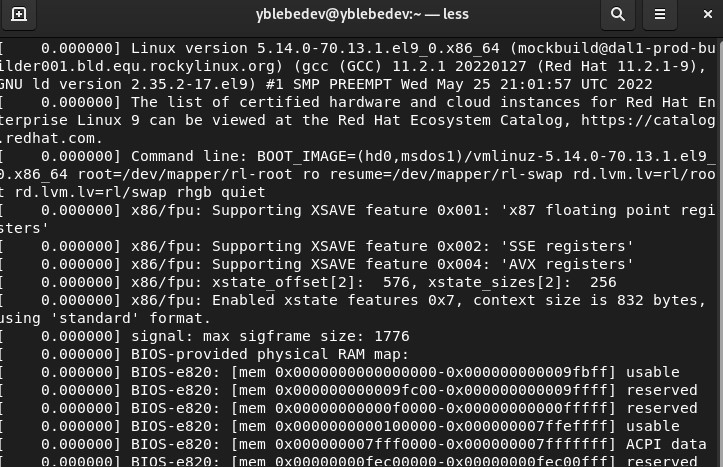 yblebedev@yblebedev:~ — less
[    0.000000] Linux version 5.14.0-70.13.1.el9_0.x86_64 (mockbuild@dal1-prod-bu
ilder001.bld.equ.rockylinux.org) (gcc (GCC) 11.2.1 20220127 (Red Hat 11.2.1-9),
GNU ld version 2.35.2-17.el9) #1 SMP PREEMPT Wed May 25 21:01:57 UTC 2022
[    0.000000] The list of certified hardware and cloud instances for Red Hat En
terprise Linux 9 can be viewed at the Red Hat Ecosystem Catalog, https://catalog
.redhat.com.
[    0.000000] Command line: BOOT_IMAGE=(hd0,msdos1)/vmlinuz-5.14.0-70.13.1.el9_
0.x86_64 root=/dev/mapper/rl-root ro resume=/dev/mapper/rl-swap rd.lvm.lv=rl/roo
t rd.lvm.lv=rl/swap rhgb quiet
[    0.000000] x86/fpu: Supporting XSAVE feature 0x001: 'x87 floating point regi
sters'
[    0.000000] x86/fpu: Supporting XSAVE feature 0x002: 'SSE registers'
[    0.000000] x86/fpu: Supporting XSAVE feature 0x004: 'AVX registers'
[    0.000000] x86/fpu: xstate_offset[2]:  576, xstate_sizes[2]:  256
[    0.000000] x86/fpu: Enabled xstate features 0x7, context size is 832 bytes,
using 'standard' format.
[    0.000000] signal: max sigframe size: 1776
[    0.000000] BIOS-provided physical RAM map:
[    0.000000] BIOS-e820: [mem 0x0000000000000000-0x000000000009fbff] usable
[    0.000000] BIOS-e820: [mem 0x000000000009fc00-0x000000000009ffff] reserved
[    0.000000] BIOS-e820: [mem 0x00000000000f0000-0x00000000000fffff] reserved
[    0.000000] BIOS-e820: [mem 0x0000000000100000-0x000000007ffeffff] usable
[    0.000000] BIOS-e820: [mem 0x000000007fff0000-0x000000007fffffff] ACPI data
[    0.000000] BIOS-e820: [mem 0x00000000fec00000-0x00000000fec00fff] reserved